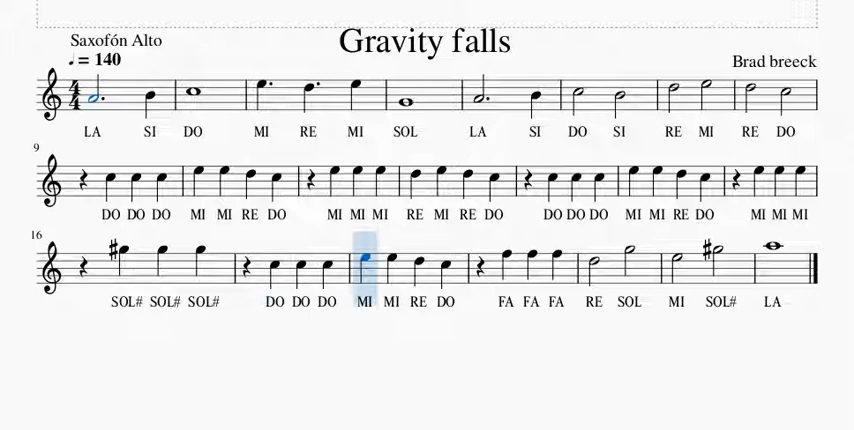 Gravity falls
Saxofón Alto
♩ = 140
Brad breeck
4 4
LA SI DO MI RE MI SOL LA SI DO SI RE MI RE DO
9
DO DO DO MI MI RE DO MI MI MI RE MI RE DO DO DO DO MI MI RE DO MI MI MI
16
SOL# SOL# SOL# DO DO DO MI MI RE DO FA FA FA RE SOL MI SOL# LA